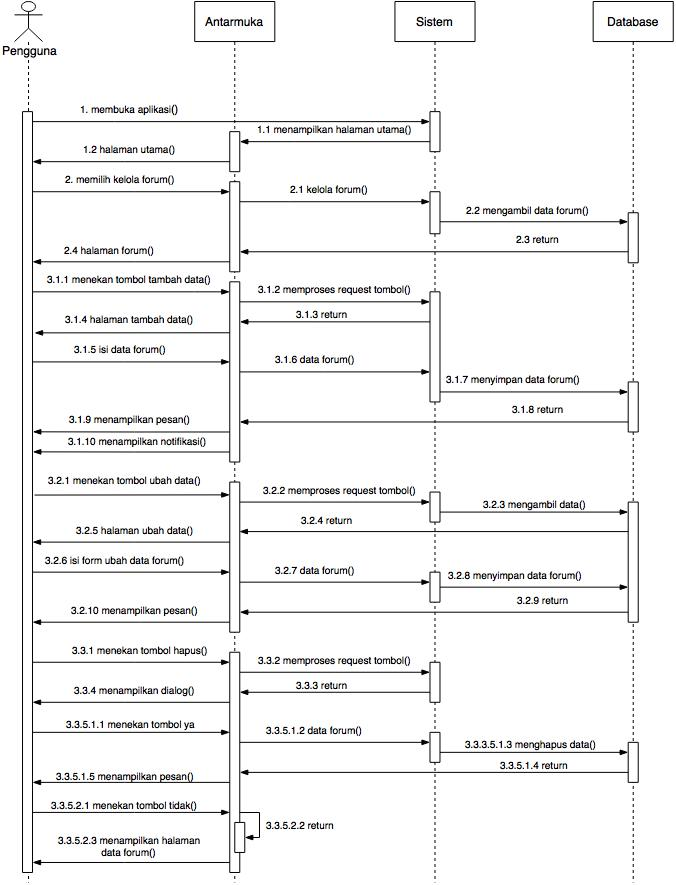 Pengguna
Antarmuka
Sistem
Database
1. membuka aplikasi()
1.1 menampilkan halaman utama()
1.2 halaman utama()
2. memilih kelola forum()
2.1 kelola forum()
2.2 mengambil data forum()
2.3 return
2.4 halaman forum()
3.1.1 menekan tombol tambah data()
3.1.2 memproses request tombol()
3.1.3 return
3.1.4 halaman tambah data()
3.1.5 isi data forum()
3.1.6 data forum()
3.1.7 menyimpan data forum()
3.1.8 return
3.1.9 menampilkan pesan()
3.1.10 menampilkan notifikasi()
3.2.1 menekan tombol ubah data()
3.2.2 memproses request tombol()
3.2.3 mengambil data()
3.2.4 return
3.2.5 halaman ubah data()
3.2.6 isi form ubah data forum()
3.2.7 data forum()
3.2.8 menyimpan data forum()
3.2.9 return
3.2.10 menampilkan pesan()
3.3.1 menekan tombol hapus()
3.3.2 memproses request tombol()
3.3.3 return
3.3.4 menampilkan dialog()
3.3.5.1.1 menekan tombol ya
3.3.5.1.2 data forum()
3.3.3.5.1.3 menghapus data()
3.3.5.1.4 return
3.3.5.1.5 menampilkan pesan()
3.3.5.2.1 menekan tombol tidak()
3.3.5.2.2 return
3.3.5.2.3 menampilkan halaman
data forum()